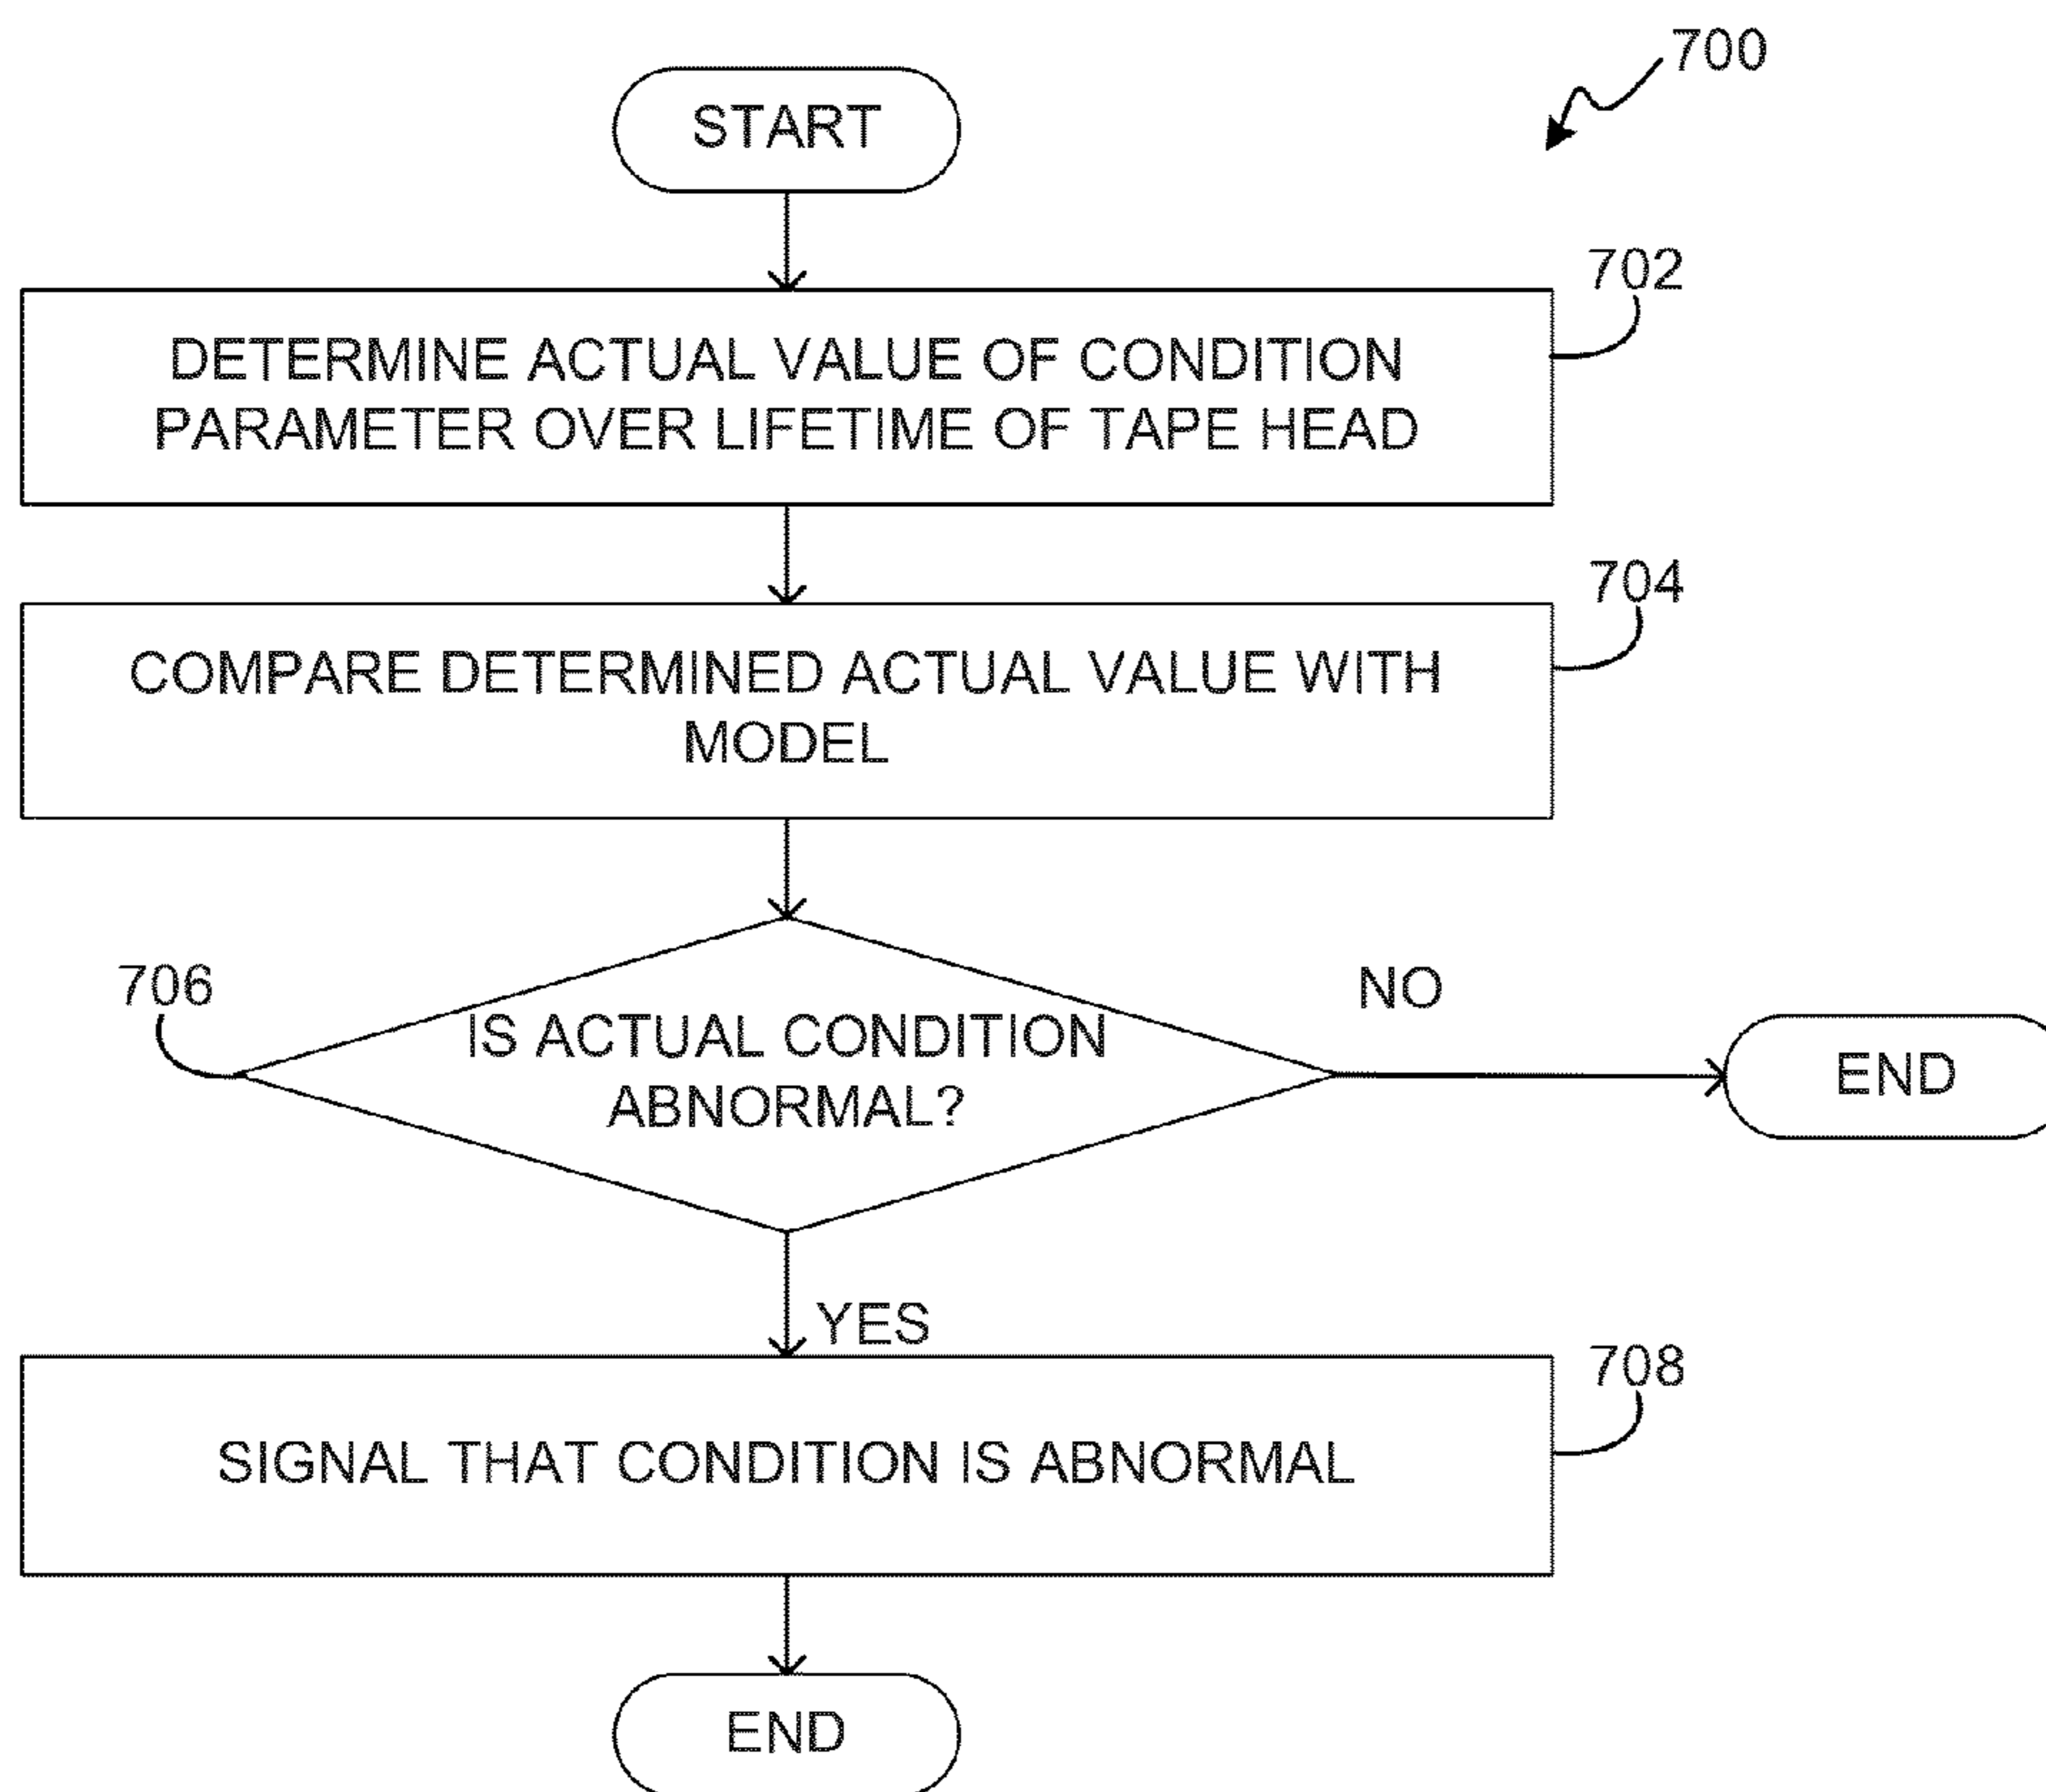 700
START
702
DETERMINE ACTUAL VALUE OF CONDITION
PARAMETER OVER LIFETIME OF TAPE HEAD
704
COMPARE DETERMINED ACTUAL VALUE WITH
MODEL
706
IS ACTUAL CONDITION
ABNORMAL?
NO
END
YES
708
SIGNAL THAT CONDITION IS ABNORMAL
END